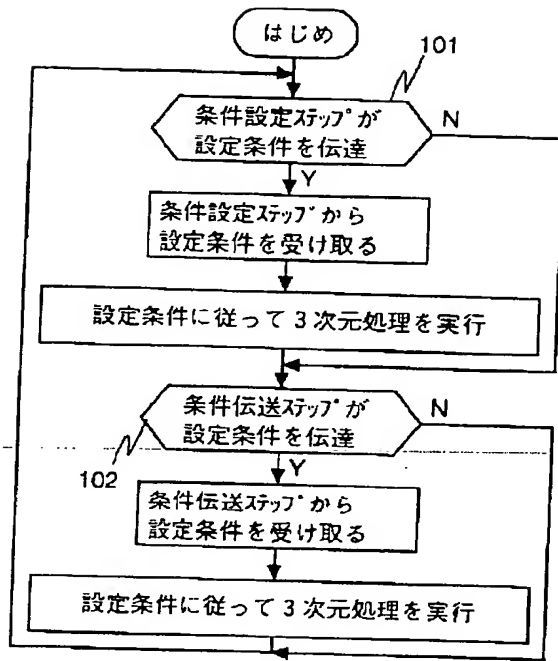 はじめ
101
条件設定ステップが
設定条件を伝達
N
Y
条件設定ステップから
設定条件を受け取る
設定条件に従って3次元処理を実行
条件伝送ステップが
設定条件を伝達
N
102
Y
条件伝送ステップから
設定条件を受け取る
設定条件に従って3次元処理を実行